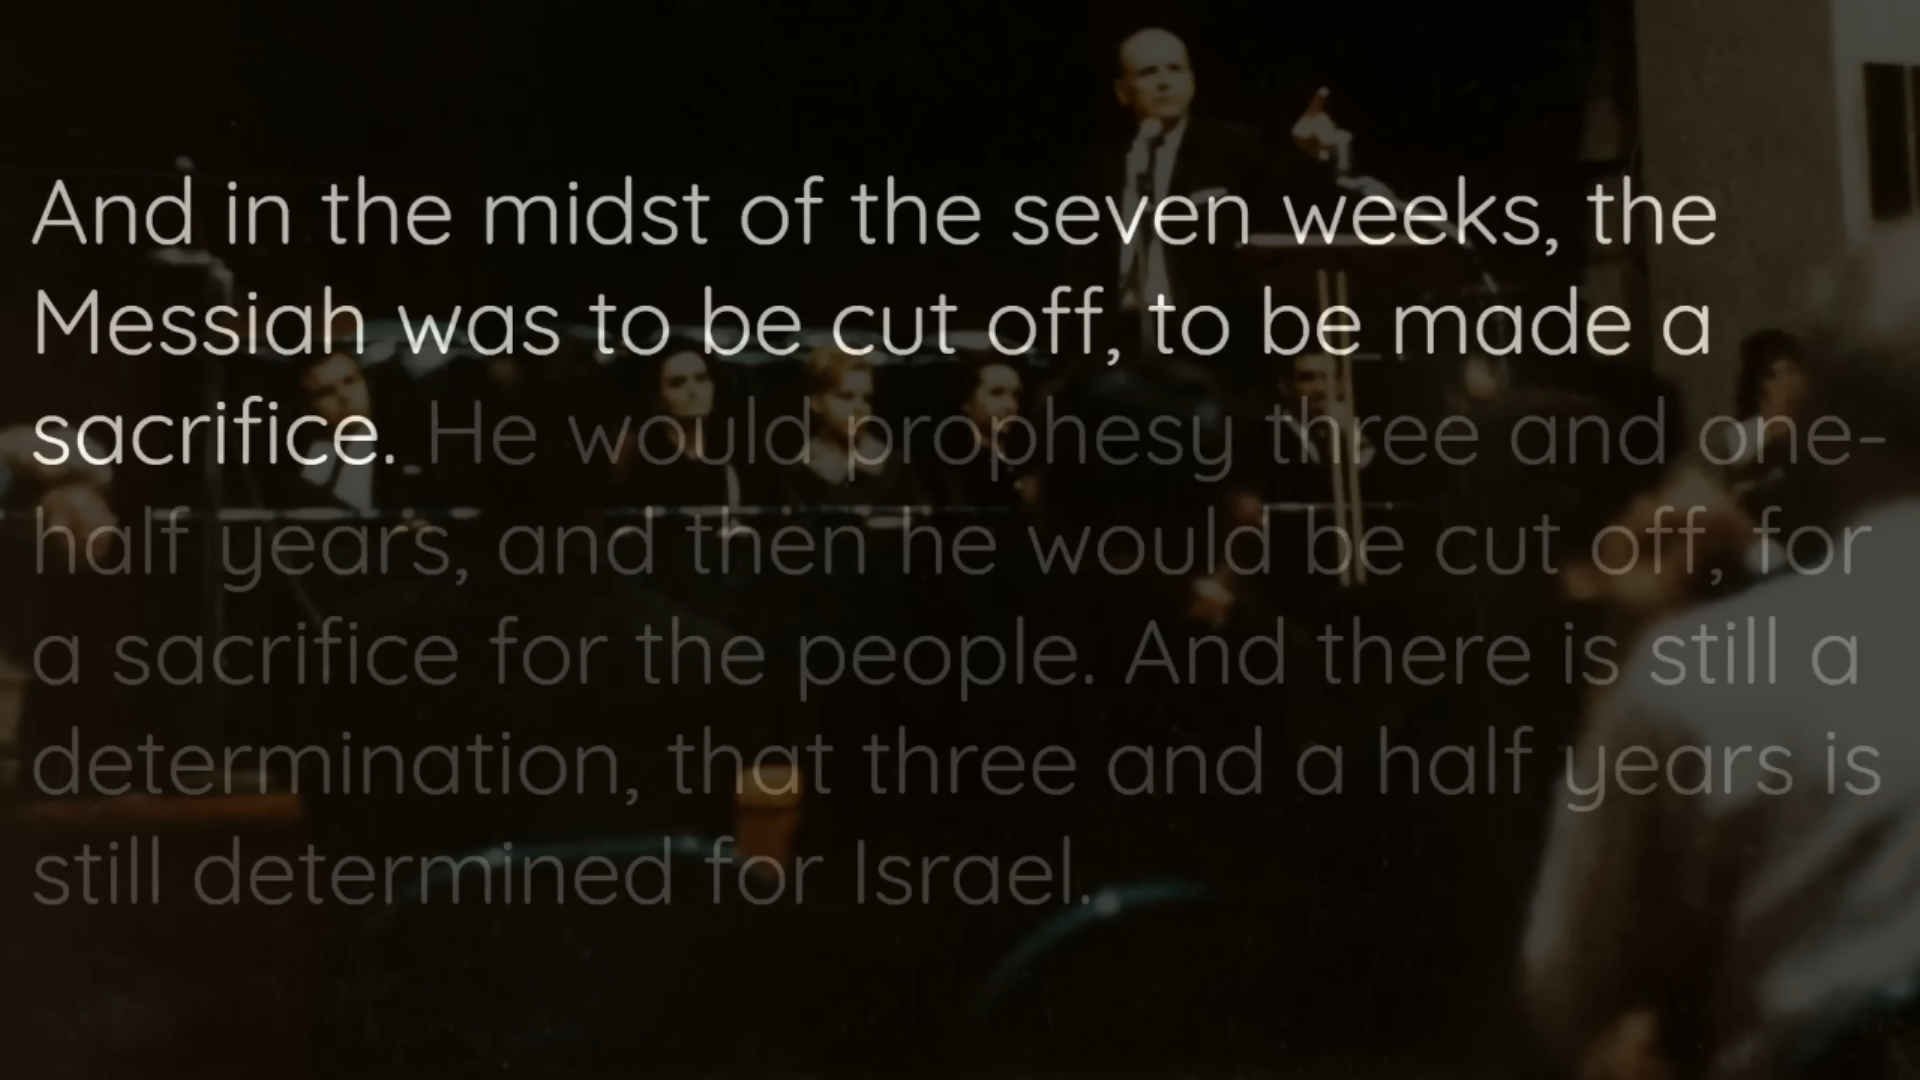 And in the midst of the seven weeks, the
Messiah was to be cut off, to be made a
sacrifice. He would prophesy three and one-
half years, and then he would be cut off, for
a sacrifice for the people. And there is still a
determination, that three and a half years is
still determined for Israel.